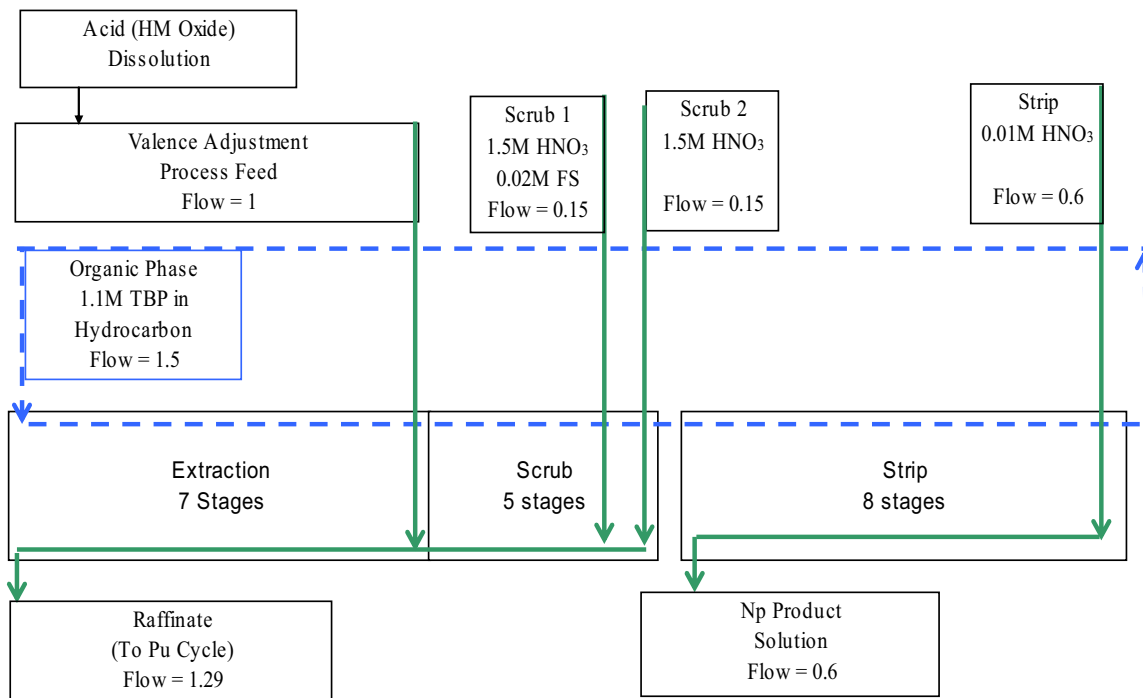 Acid (HM Oxide)
Dissolution
Valence Adjustment
Process Feed
Flow = 1
Scrub 1
1.5M HNO₃
0.02M FS
Flow = 0.15
Scrub 2
1.5M HNO₃
Flow = 0.15
Strip
0.01M HNO₃
Flow = 0.6
Organic Phase
1.1M TBP in
Hydrocarbon
Flow = 1.5
Extraction
7 Stages
Scrub
5 stages
Strip
8 stages
Raffinate
(To Pu Cycle)
Flow = 1.29
Np Product
Solution
Flow = 0.6